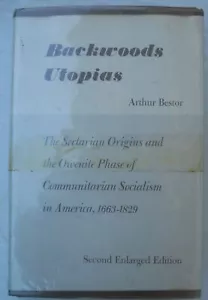 Backwoods
Utopias
Arthur Bestor
The Sectarian Origins and
the Owenite Phase of
Communitarian Socialism
in America, 1663-1829
Second Enlarged Edition